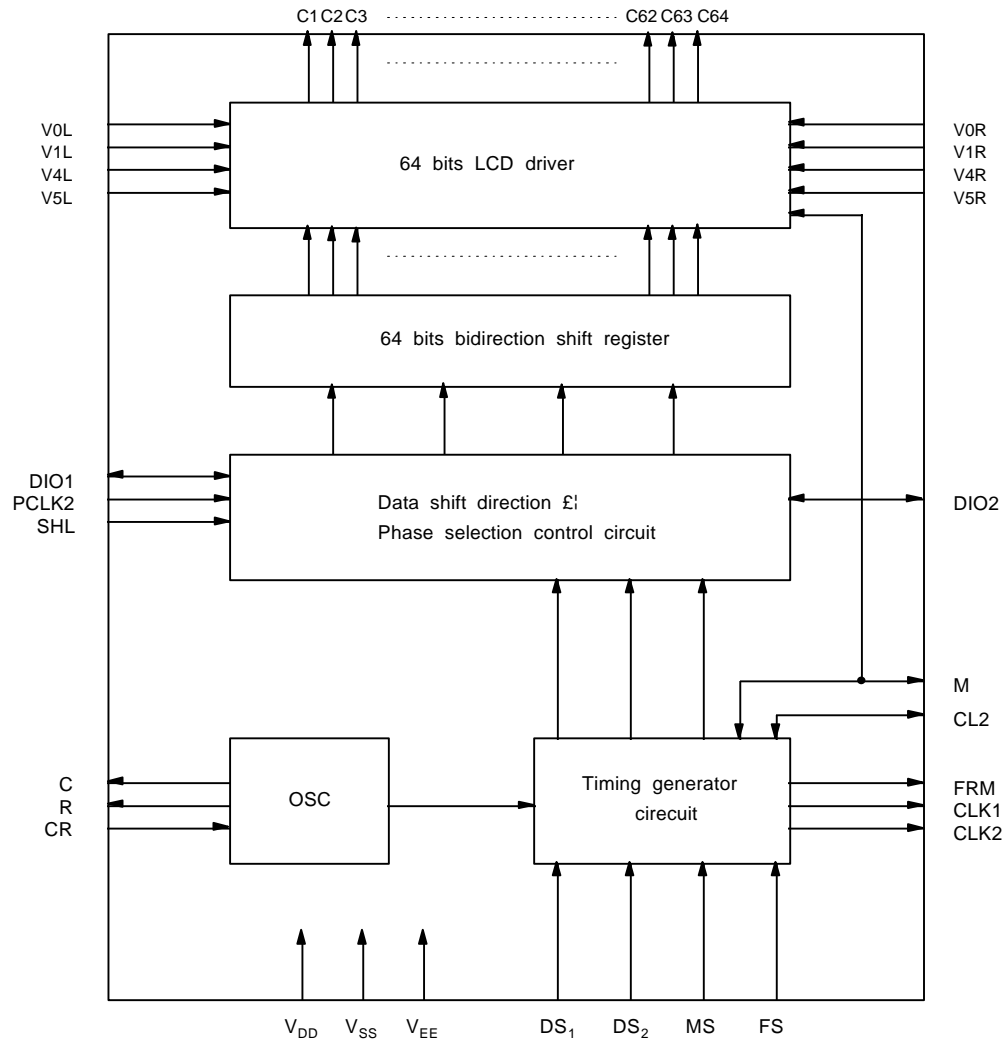 C1 C2 C3 ........................ C62 C63 C64
V0L
V1L
V4L
V5L
64 bits LCD driver
V0R
V1R
V4R
V5R
64 bits bidirection shift register
DIO1
PCLK2
SHL
Data shift direction £¦
Phase selection control circuit
DIO2
M
CL2
C
R
CR
OSC
Timing generator
cirecuit
FRM
CLK1
CLK2
VDD VSS VEE DS1 DS2 MS FS